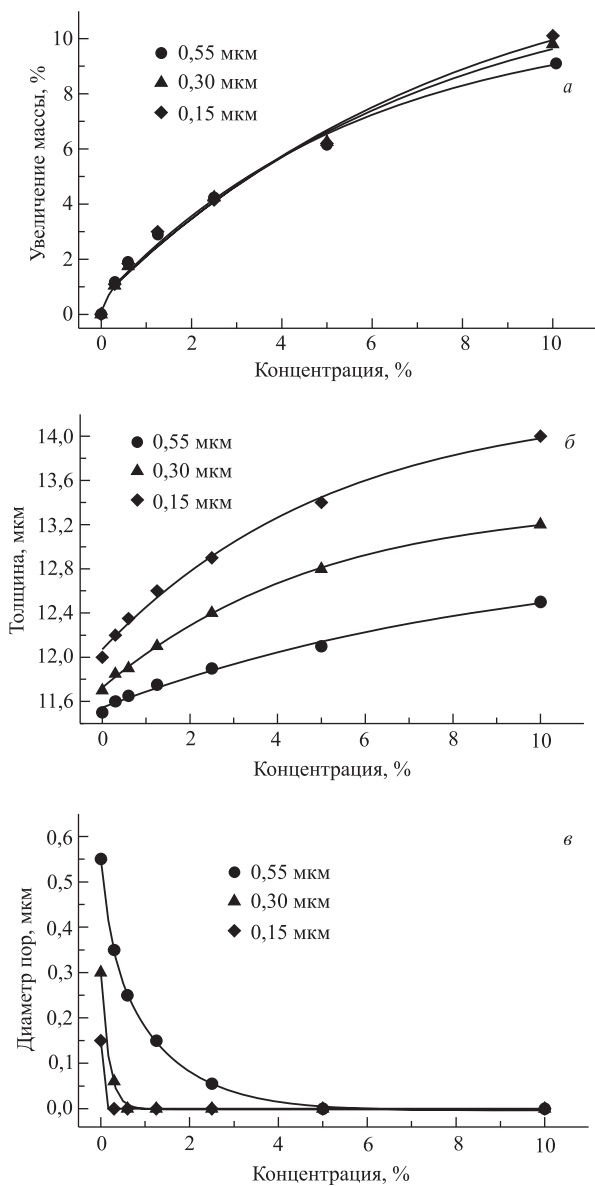 10
0,55 мкм
0,30 мкм
а
8
0,15 мкм
6
4
2
0
Увеличение массы, %
0 2 4 6 8 10
Концентрация, %
14,0
0,55 мкм
б
13,6
0,30 мкм
0,15 мкм
13,2
12,8
12,4
12,0
11,6
Толщина, мкм
0 2 4 6 8 10
Концентрация, %
0,6
в
0,55 мкм
0,5
0,30 мкм
0,4
0,15 мкм
0,3
0,2
0,1
0,0
Диаметр пор, мкм
0 2 4 6 8 10
Концентрация, %